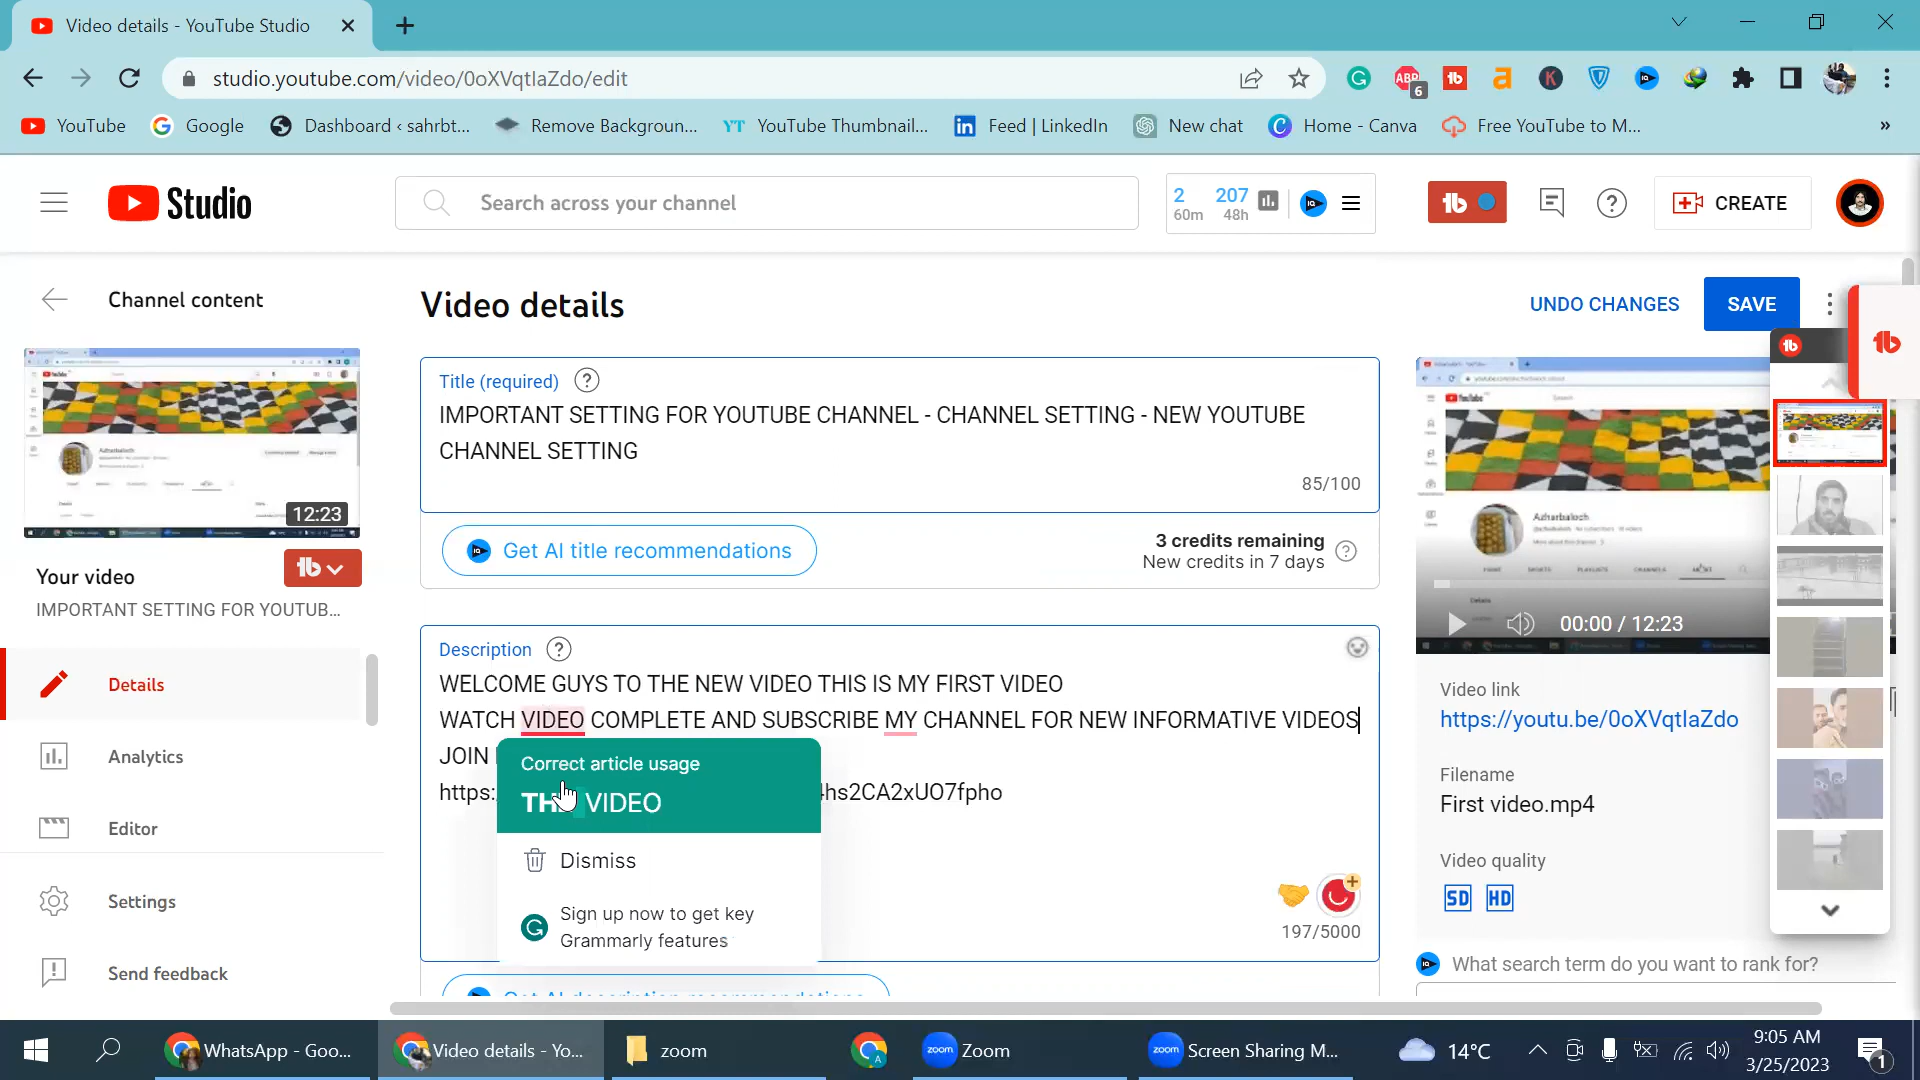 Video details - YouTube Studio
studio.youtube.com/video/0oXVqtIaZdo/edit
ABP
6
YouTube
Google
Dashboard ‹ sahrbt...
Remove Backgroun...
YouTube Thumbnail...
Feed | LinkedIn
New chat
Home - Canva
Free YouTube to M...
»
Studio
Search across your channel
2
60m
207
48h
CREATE
Channel content
Video details
UNDO CHANGES
SAVE
Title (required)
IMPORTANT SETTING FOR YOUTUBE CHANNEL - CHANNEL SETTING - NEW YOUTUBE
CHANNEL SETTING
85/100
12:23
Get AI title recommendations
3 credits remaining
New credits in 7 days
Your video
IMPORTANT SETTING FOR YOUTUB...
Azharbaloch
00:00 / 12:23
Description
WELCOME GUYS TO THE NEW VIDEO THIS IS MY FIRST VIDEO
WATCH VIDEO COMPLETE AND SUBSCRIBE MY CHANNEL FOR NEW INFORMATIVE VIDEOS
JOIN
https:
4hs2CA2xUO7fpho
Correct article usage
VIDEO
Dismiss
Sign up now to get key
Grammarly features
197/5000
Details
Analytics
Editor
Settings
Send feedback
Video link
https://youtu.be/0oXVqtIaZdo
Filename
First video.mp4
Video quality
SD
HD
What search term do you want to rank for?
WhatsApp - Goo...
Video details - Yo...
zoom
Zoom
Screen Sharing M...
14°C
9:05 AM
3/25/2023
1